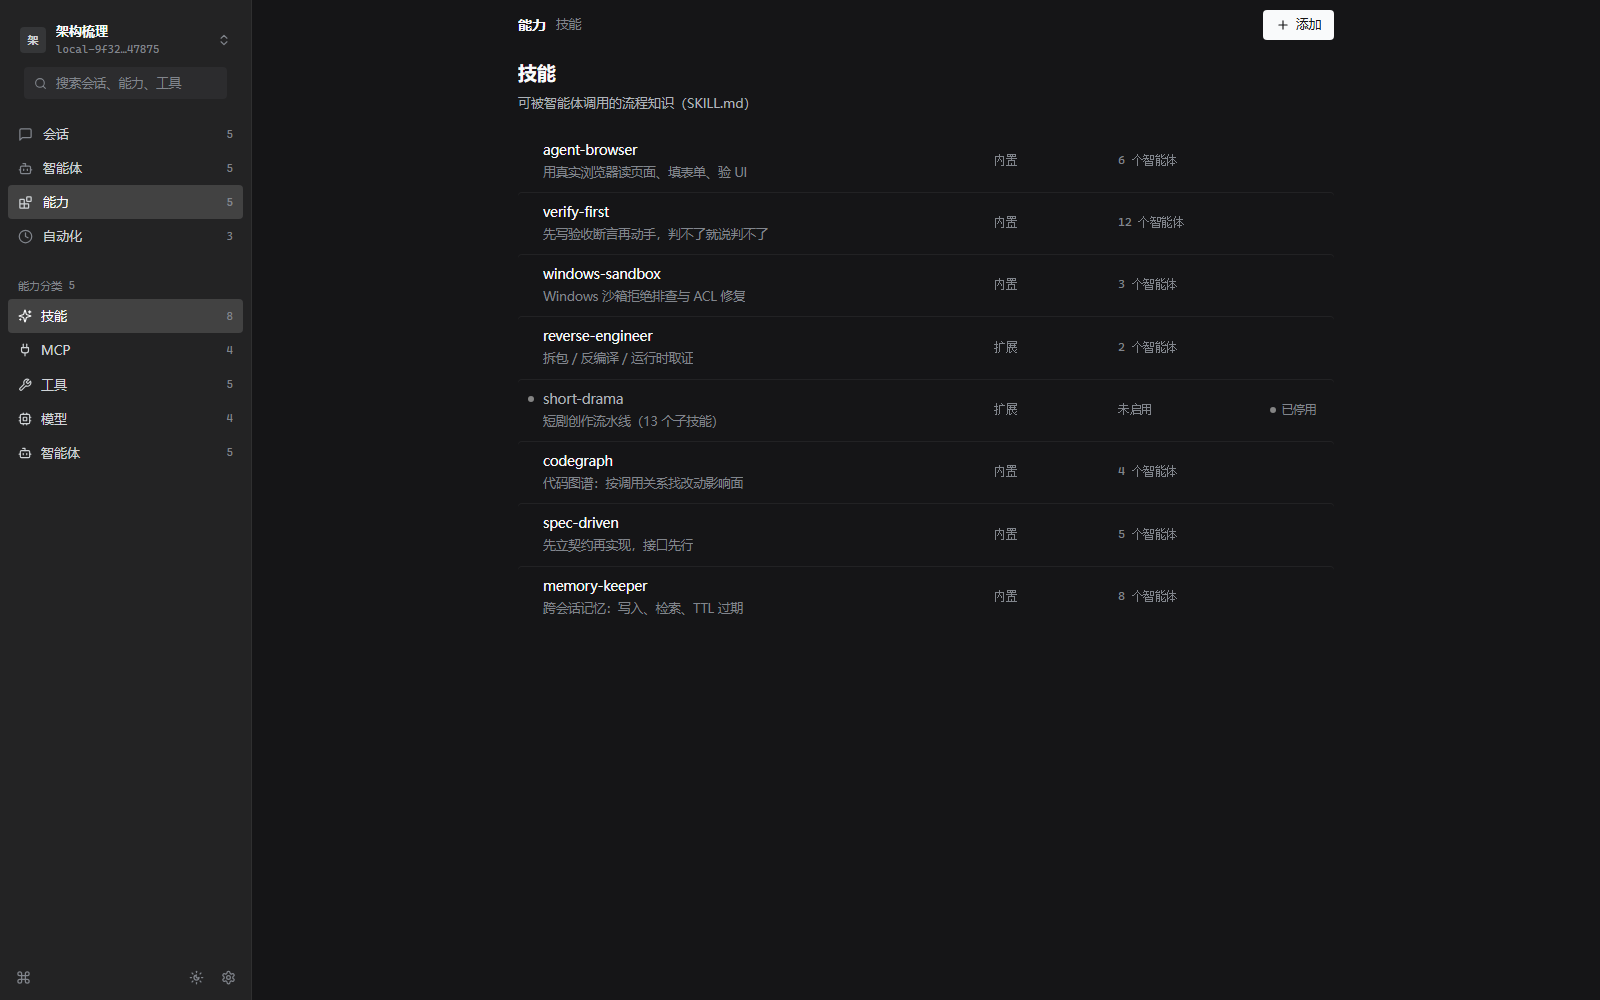 架
架构梳理
local-9f32…47875
搜索会话、能力、工具
会话 5
智能体 5
能力 5
自动化 3
能力分类 5
技能 8
MCP 4
工具 5
模型 4
智能体 5
能力 技能
添加
技能
可被智能体调用的流程知识（SKILL.md）
agent-browser
用真实浏览器读页面、填表单、验 UI
内置 6 个智能体
verify-first
先写验收断言再动手，判不了就说判不了
内置 12 个智能体
windows-sandbox
Windows 沙箱拒绝排查与 ACL 修复
内置 3 个智能体
reverse-engineer
拆包 / 反编译 / 运行时取证
扩展 2 个智能体
short-drama
短剧创作流水线（13 个子技能）
扩展 未启用 已停用
codegraph
代码图谱：按调用关系找改动影响面
内置 4 个智能体
spec-driven
先立契约再实现，接口先行
内置 5 个智能体
memory-keeper
跨会话记忆：写入、检索、TTL 过期
内置 8 个智能体